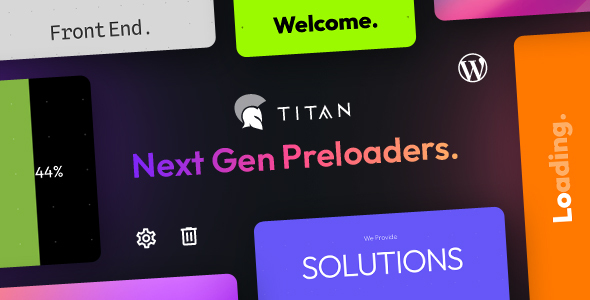 Front End.
Welcome.
TITAN
Next Gen Preloaders.
44%
Loading.
We Provide
SOLUTIONS